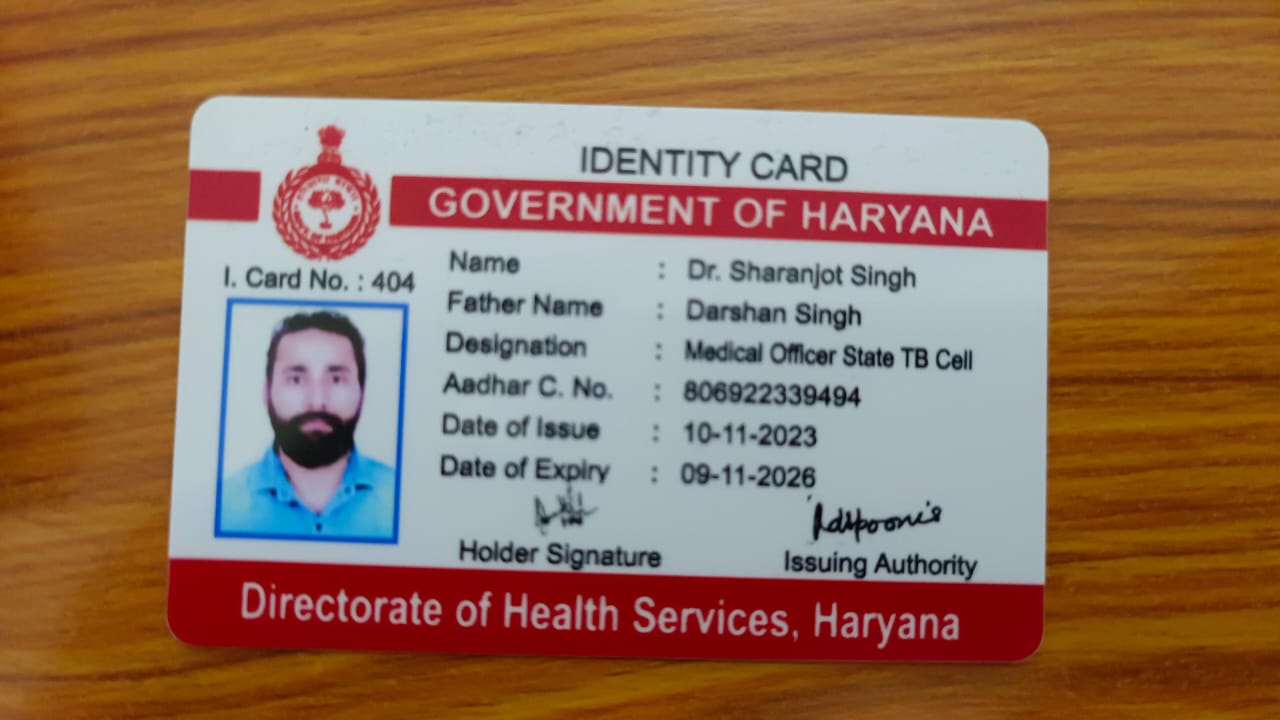 IDENTITY CARD
GOVERNMENT OF HARYANA
I. Card No. : 404
Name : Dr. Sharanjot Singh
Father Name : Darshan Singh
Designation : Medical Officer State TB Cell
Aadhar C. No. : 806922339494
Date of Issue : 10-11-2023
Date of Expiry : 09-11-2026
Holder Signature
Issuing Authority
Directorate of Health Services, Haryana